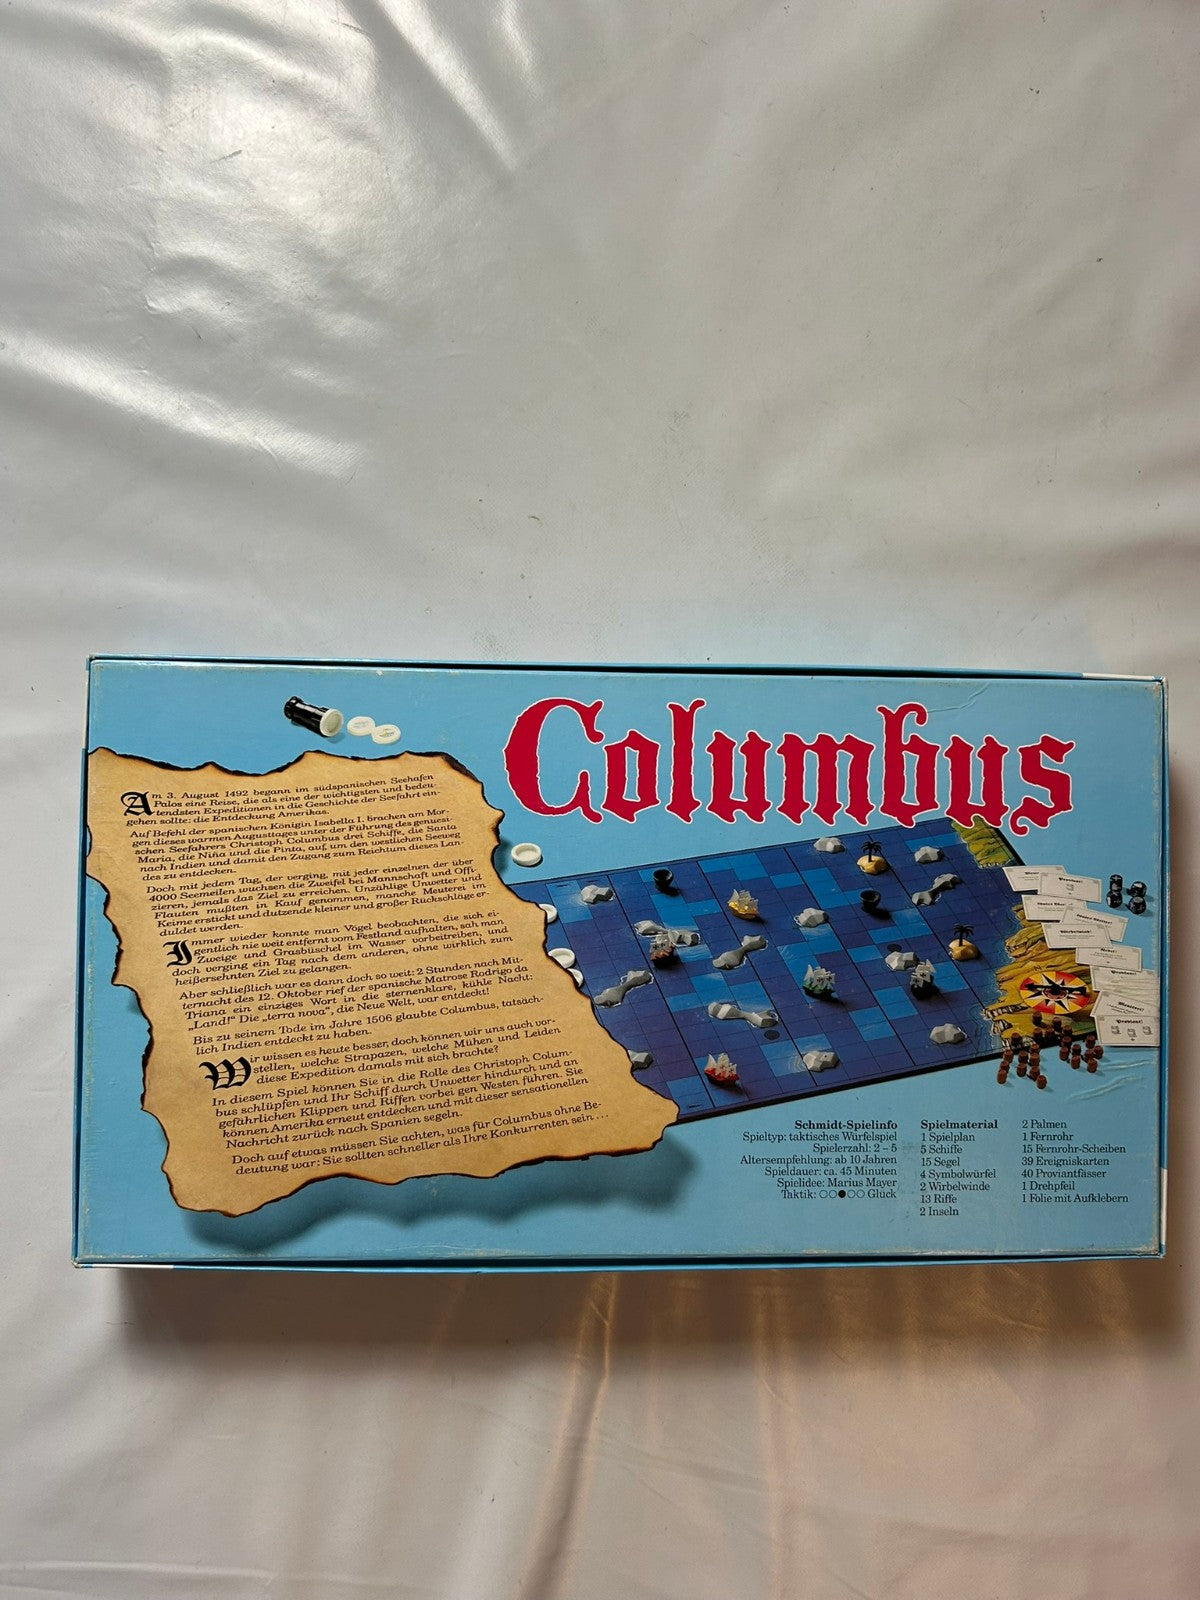 Columbus
Am 3. August 1492 begann im südspanischen Seehafen
Palos eine Reise, die als eine der wichtigsten und bedeu-
tendsten Expeditionen in die Geschichte der Seefahrt ein-
gehen sollte: die Entdeckung Amerikas.
Auf Befehl der spanischen Königin Isabella I. brachen am Mor-
gen dieses warmen Augusttages unter der Führung des genuesi-
schen Seefahrers Christoph Columbus drei Schiffe, die Santa
Maria, die Niña und die Pinta, auf, um den westlichen Seeweg
nach Indien und damit den Zugang zum Reichtum dieses Lan-
des zu entdecken.
Doch mit jedem Tag, der verging, mit jeder einzelnen der über
4000 Seemeilen wuchsen die Zweifel bei Mannschaft und Offi-
zieren, jemals das Ziel zu erreichen. Unzählige Unwetter und
Flauten mußten in Kauf genommen, manche Meuterei im
Keime erstickt und dutzende kleiner und großer Rückschläge er-
duldet werden.
Immer wieder konnte man Vögel beobachten, die sich ei-
gentlich nie weit entfernt vom Festland aufhalten, sah man
Zweige und Grasbüschel im Wasser vorbeitreiben, und
doch verging ein Tag nach dem anderen, ohne wirklich zum
heißersehnten Ziel zu gelangen.
Aber schließlich war es dann doch so weit: 2 Stunden nach Mit-
ternacht des 12. Oktober rief der spanische Matrose Rodrigo da
Triana ein einziges Wort in die sternenklare, kühle Nacht:
„Land!" Die „terra nova", die Neue Welt, war entdeckt!
Bis zu seinem Tode im Jahre 1506 glaubte Columbus, tatsäch-
lich Indien entdeckt zu haben.
Wir wissen es heute besser, doch können wir uns auch vor-
stellen, welche Strapazen, welche Mühen und Leiden
diese Expedition damals mit sich brachte?
In diesem Spiel können Sie in die Rolle des Christoph Colum-
bus schlüpfen und Ihr Schiff durch Unwetter hindurch und an
gefährlichen Klippen und Riffen vorbei gen Westen führen. Sie
können Amerika erneut entdecken und mit dieser sensationellen
Nachricht zurück nach Spanien segeln.
Doch auf etwas müssen Sie achten, was für Columbus ohne Be-
deutung war: Sie sollten schneller als Ihre Konkurrenten sein ...
Proviant!
Wirbelwind!
Proviant!
Meuterei!
Proviant!
Schmidt-Spielinfo
Spieltyp: taktisches Würfelspiel
Spielerzahl: 2 – 5
Altersempfehlung: ab 10 Jahren
Spieldauer: ca. 45 Minuten
Spielidee: Marius Mayer
Taktik: ○○●○○ Glück
Spielmaterial
1 Spielplan
5 Schiffe
15 Segel
4 Symbolwürfel
2 Wirbelwinde
13 Riffe
2 Inseln
2 Palmen
1 Fernrohr
15 Fernrohr-Scheiben
39 Ereigniskarten
40 Proviantfässer
1 Drehpfeil
1 Folie mit Aufklebern